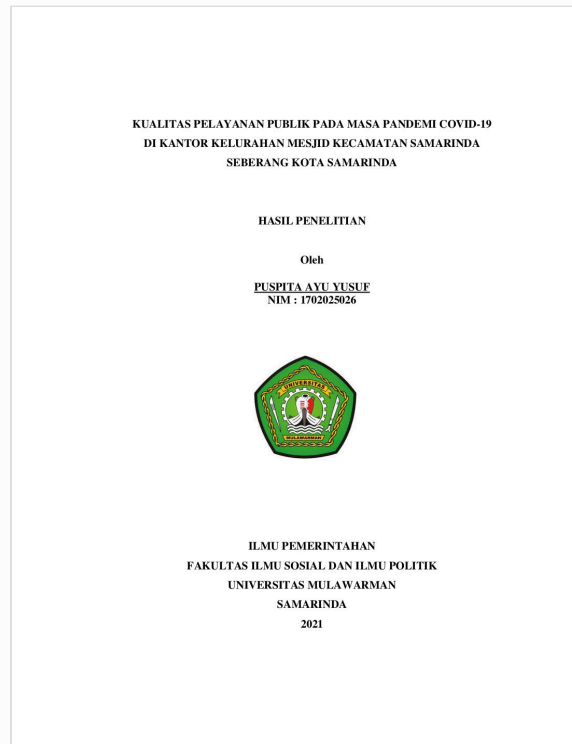 KUALITAS PELAYANAN PUBLIK PADA MASA PANDEMI COVID-19
DI KANTOR KELURAHAN MESJID KECAMATAN SAMARINDA
SEBERANG KOTA SAMARINDA
HASIL PENELITIAN
Oleh
PUSPITA AYU YUSUF
NIM : 1702025026
UNIVERSITAS
MULAWARMAN
ILMU PEMERINTAHAN
FAKULTAS ILMU SOSIAL DAN ILMU POLITIK
UNIVERSITAS MULAWARMAN
SAMARINDA
2021